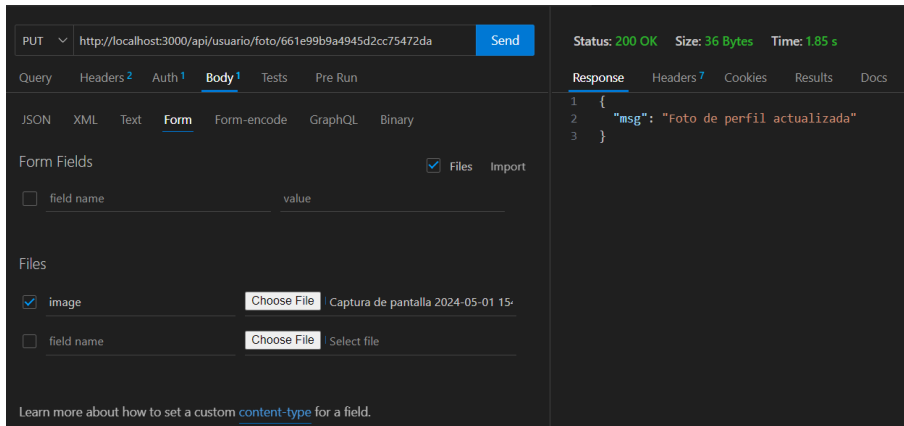 PUT http://localhost:3000/api/usuario/foto/661e99b9a4945d2cc75472da Send
Query Headers 2 Auth 1 Body 1 Tests Pre Run
JSON XML Text Form Form-encode GraphQL Binary
Form Fields
Files Import
field name value
Files
image Choose File Captura de pantalla 2024-05-01 15
field name Choose File Select file
Learn more about how to set a custom content-type for a field.
Status: 200 OK Size: 36 Bytes Time: 1.85 s
Response Headers 7 Cookies Results Docs
1 {
2 "msg": "Foto de perfil actualizada"
3 }